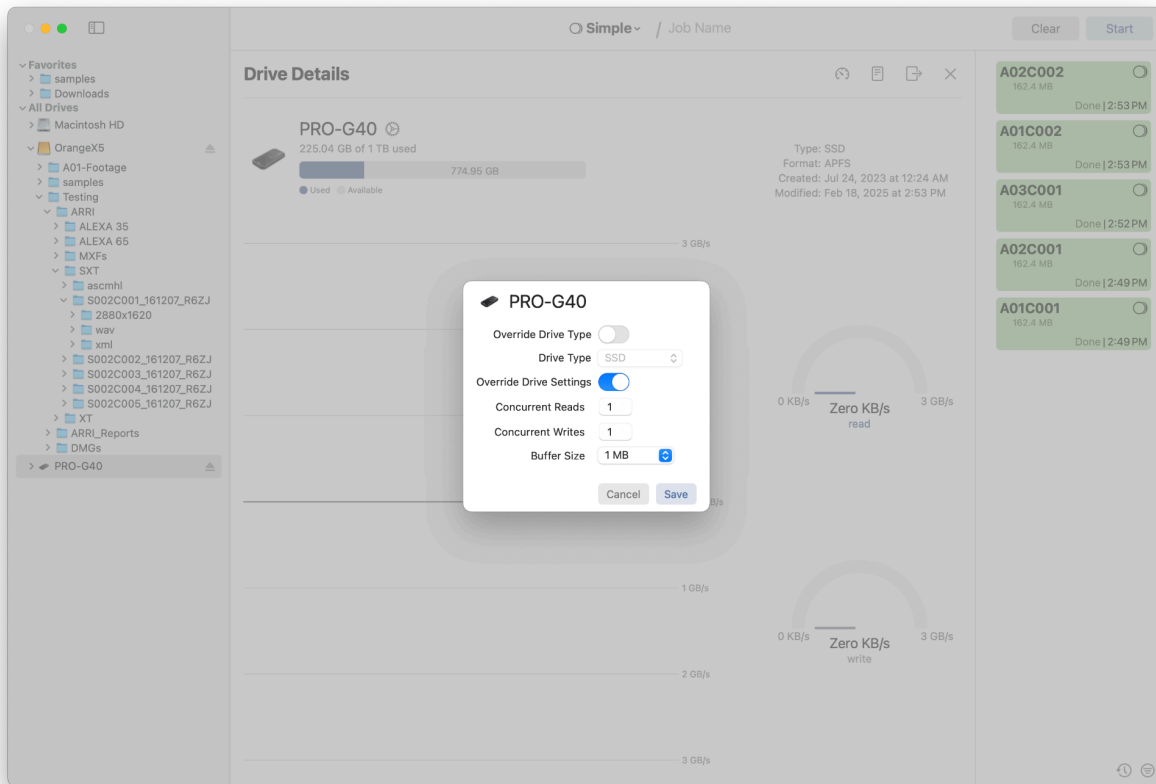 Simple / Job Name
Clear
Start
Favorites
samples
Downloads
All Drives
Macintosh HD
OrangeX5
A01-Footage
samples
Testing
ARRI
ALEXA 35
ALEXA 65
MXFs
SXT
ascmhl
S002C001_161207_R6ZJ
2880x1620
wav
xml
S002C002_161207_R6ZJ
S002C003_161207_R6ZJ
S002C004_161207_R6ZJ
S002C005_161207_R6ZJ
XT
ARRI_Reports
DMGs
PRO-G40
Drive Details
PRO-G40
225.04 GB of 1 TB used
774.95 GB
Used Available
Type: SSD
Format: APFS
Created: Jul 24, 2023 at 12:24 AM
Modified: Feb 18, 2025 at 2:53 PM
3 GB/s
B/s
1 GB/s
2 GB/s
3 GB/s
0 KB/s
Zero KB/s
3 GB/s
read
0 KB/s
Zero KB/s
3 GB/s
write
PRO-G40
Override Drive Type
Drive Type SSD
Override Drive Settings
Concurrent Reads 1
Concurrent Writes 1
Buffer Size 1 MB
Cancel Save
A02C002
162.4 MB
Done | 2:53 PM
A01C002
162.4 MB
Done | 2:53 PM
A03C001
162.4 MB
Done | 2:52 PM
A02C001
162.4 MB
Done | 2:49 PM
A01C001
162.4 MB
Done | 2:49 PM